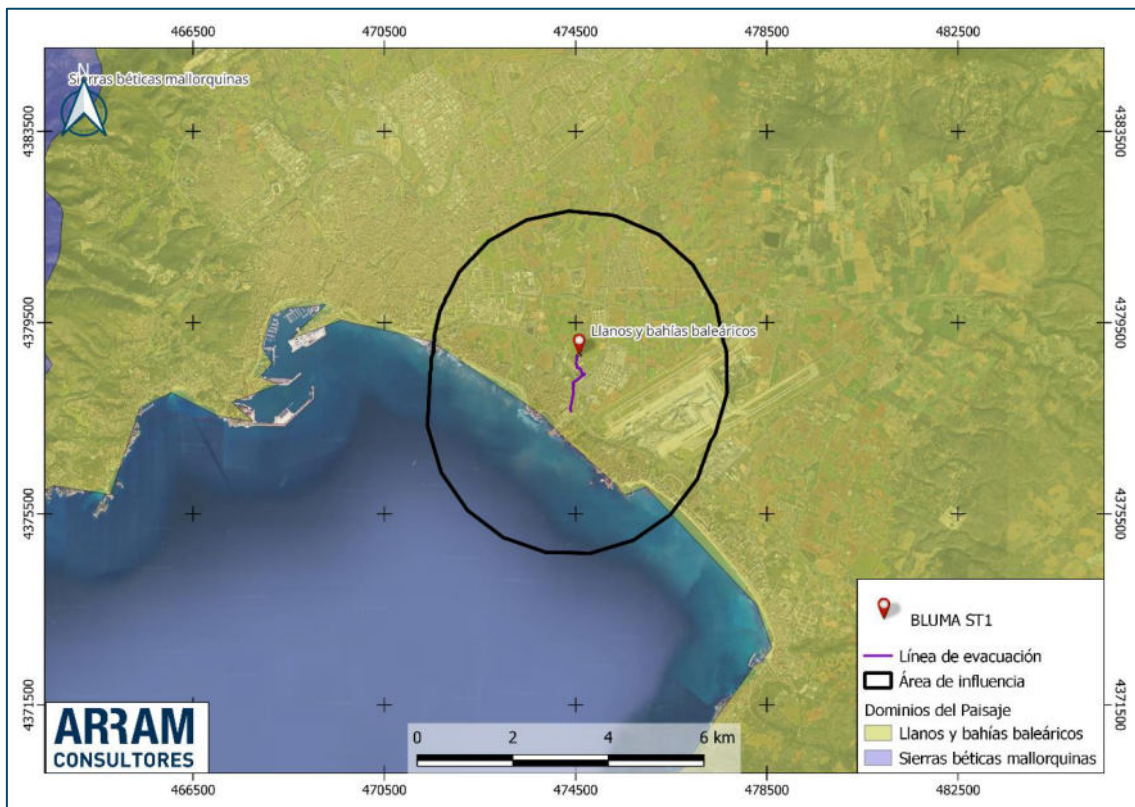 466500 470500 474500 478500 482500
Sierras béticas mallorquinas
N
4383500 4383500
4379500 4379500
Llanos y bahías baleáricos
4375500 4375500
BLUMA ST1
Línea de evacuación
Área de influencia
4371500 4371500
Dominios del Paisaje
Llanos y bahías baleáricos
Sierras béticas mallorquinas
ARRAM
CONSULTORES
0 2 4 6 km
466500 470500 474500 478500 482500